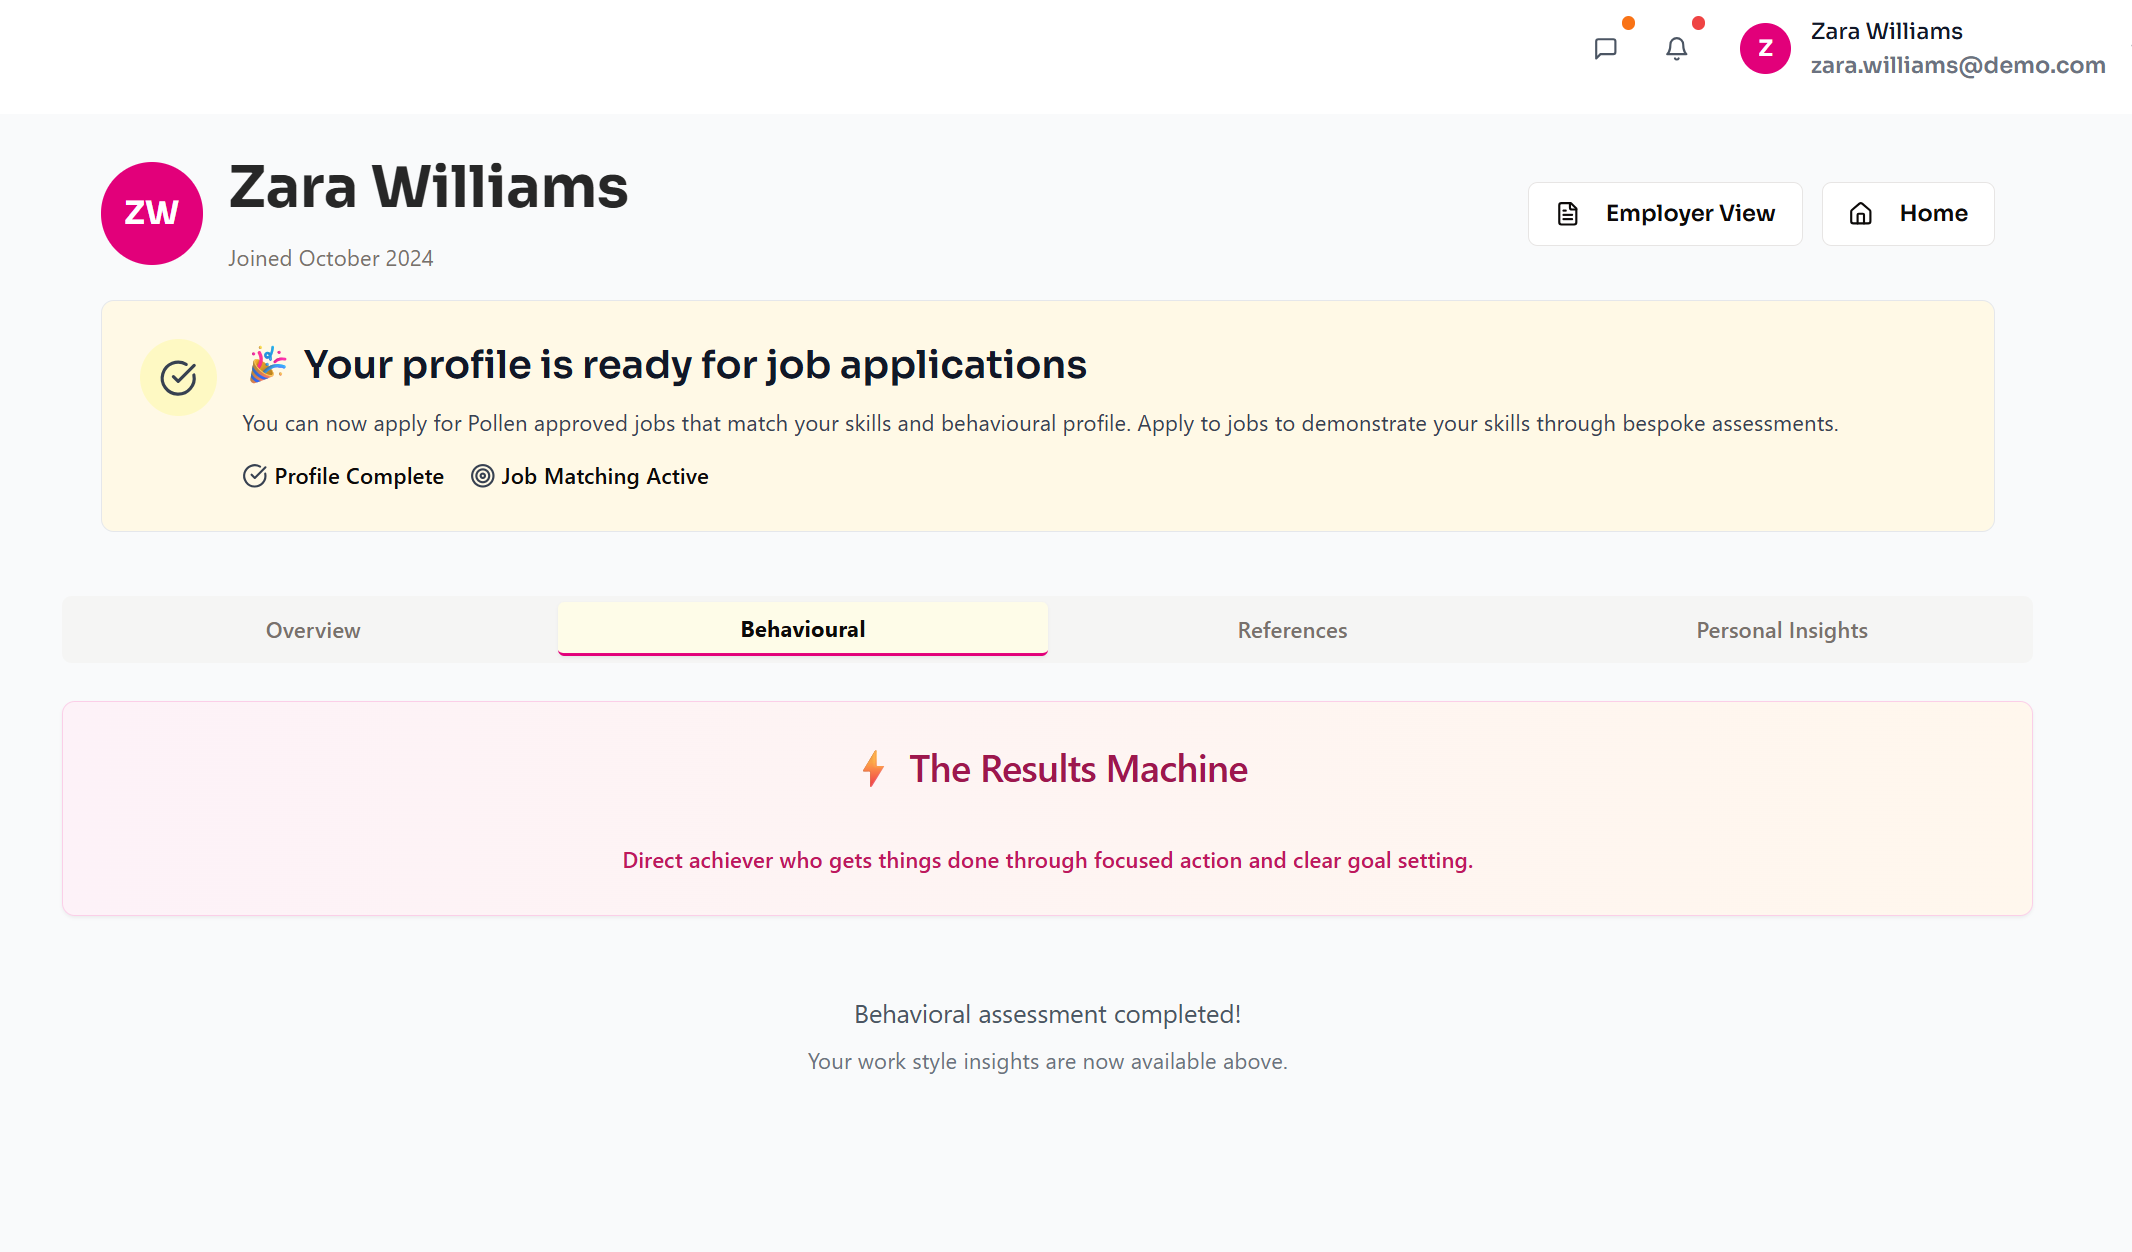 Zara Williams
zara.williams@demo.com
Z
ZW
Zara Williams
Joined October 2024
Employer View
Home
Your profile is ready for job applications
You can now apply for Pollen approved jobs that match your skills and behavioural profile. Apply to jobs to demonstrate your skills through bespoke assessments.
Profile Complete
Job Matching Active
Overview
Behavioural
References
Personal Insights
The Results Machine
Direct achiever who gets things done through focused action and clear goal setting.
Behavioral assessment completed!
Your work style insights are now available above.